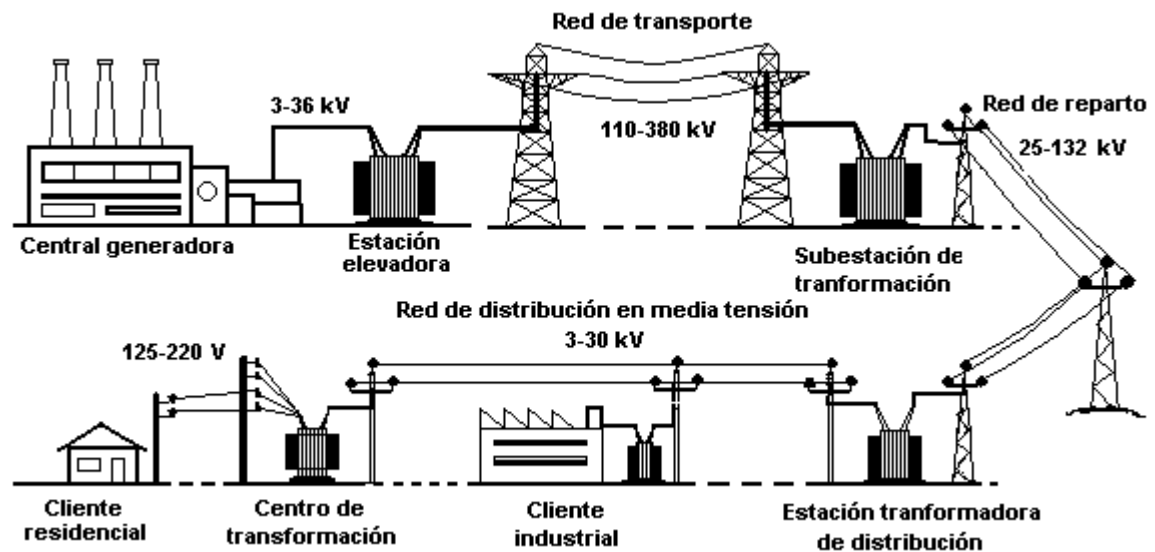 Red de transporte
3-36 kV
110-380 kV
Red de reparto
25-132 kV
Central generadora
Estación
elevadora
Subestación de
tranformación
Red de distribución en media tensión
3-30 kV
125-220 V
Cliente
residencial
Centro de
transformación
Cliente
industrial
Estación tranformadora
de distribución